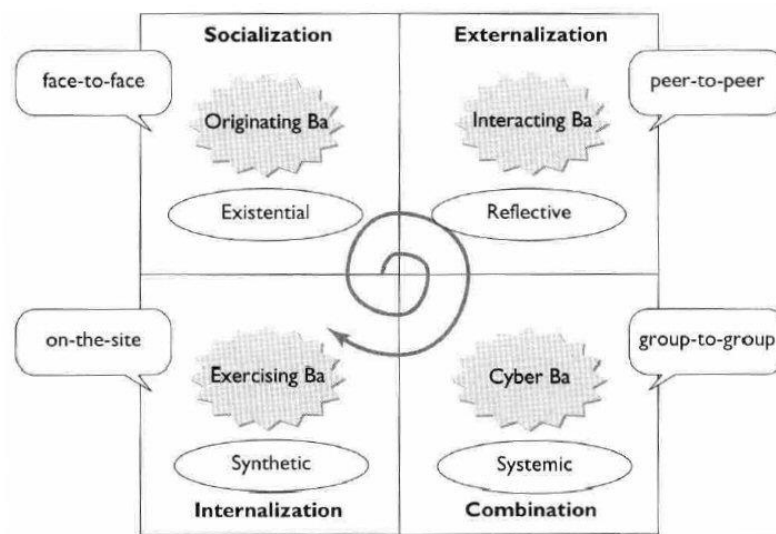 Socialization
Externalization
face-to-face
peer-to-peer
Originating Ba
Interacting Ba
Existential
Reflective
on-the-site
group-to-group
Exercising Ba
Cyber Ba
Synthetic
Systemic
Internalization
Combination